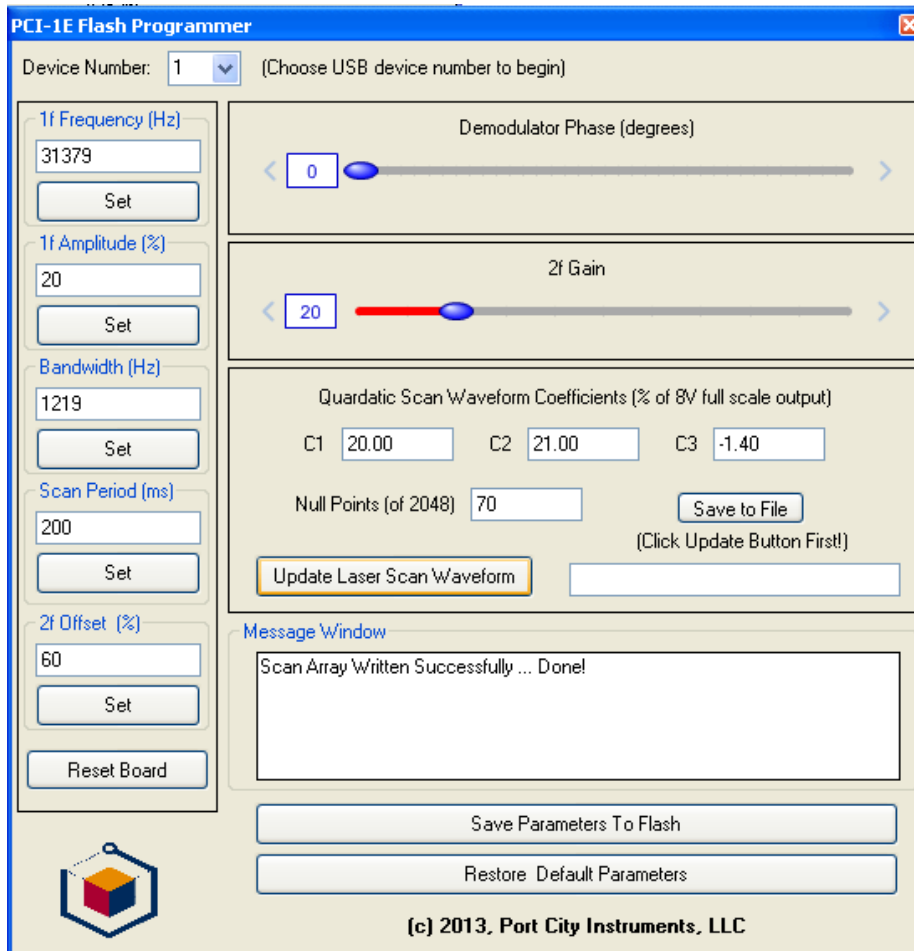 PCI-1E Flash Programmer
Device Number: 1 (Choose USB device number to begin)
1f Frequency (Hz)
31379
Set
1f Amplitude (%)
20
Set
Bandwidth (Hz)
1219
Set
Scan Period (ms)
200
Set
2f Offset (%)
60
Set
Reset Board
Demodulator Phase (degrees)
< 0 >
2f Gain
< 20 >
Quardatic Scan Waveform Coefficients (% of 8V full scale output)
C1 20.00 C2 21.00 C3 -1.40
Null Points (of 2048) 70 Save to File
(Click Update Button First!)
Update Laser Scan Waveform
Message Window
Scan Array Written Successfully ... Done!
Save Parameters To Flash
Restore Default Parameters
(c) 2013, Port City Instruments, LLC